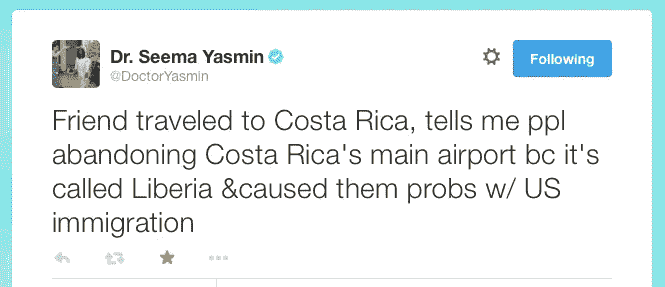 Dr. Seema Yasmin
@DoctorYasmin
Following
Friend traveled to Costa Rica, tells me ppl
abandoning Costa Rica's main airport bc it's
called Liberia &caused them probs w/ US
immigration